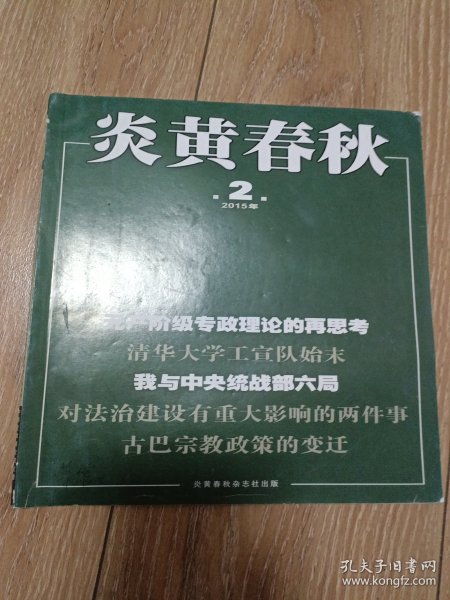 炎黄春秋
.2.
2015年
无产阶级专政理论的再思考
清华大学工宣队始末
我与中央统战部六局
对法治建设有重大影响的两件事
古巴宗教政策的变迁
炎黄春秋杂志社出版
孔夫子旧书网
www.kongfz.com